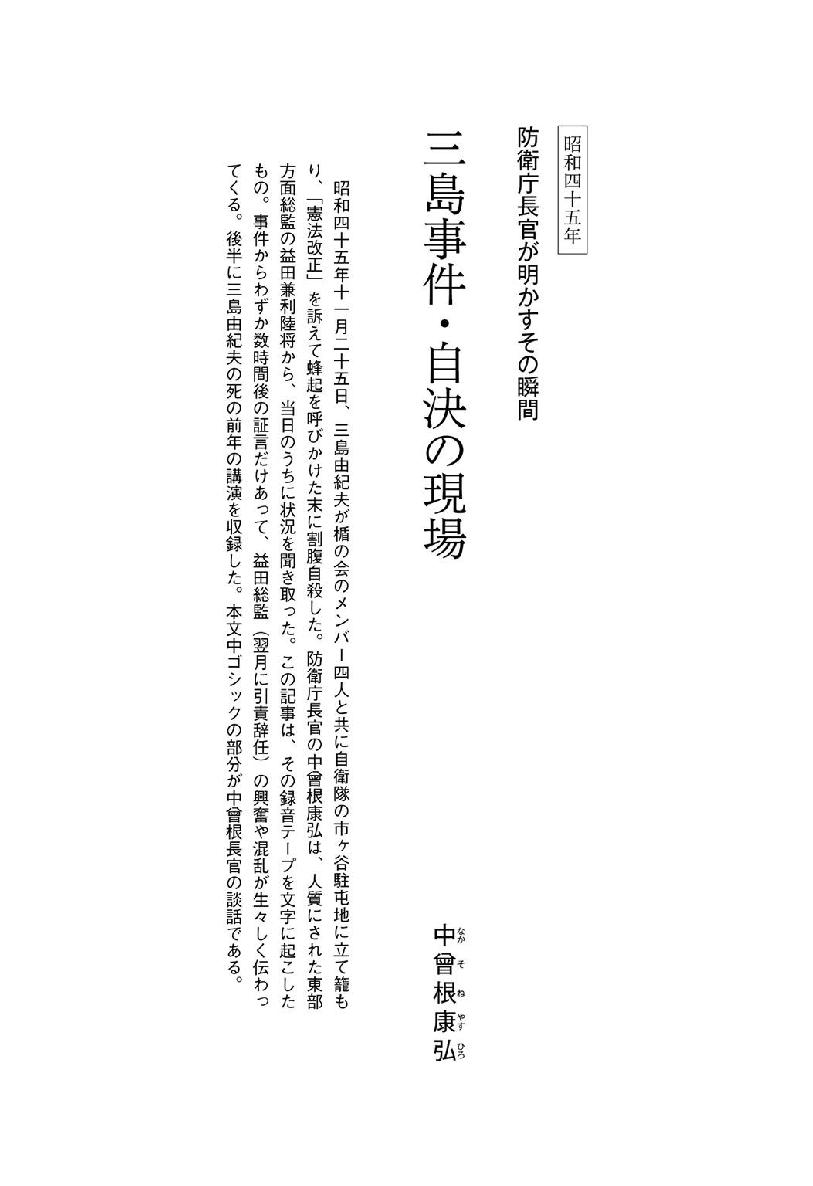 昭和四十五年
防衛庁長官が明かすその瞬間
三島事件・自決の現場
中曾根康弘
なかそねやすひろ
昭和四十五年十一月二十五日、三島由紀夫が楯の会のメンバー四人と共に自衛隊の市ヶ谷駐屯地に立て籠も
り、「憲法改正」を訴えて蜂起を呼びかけた末に割腹自殺した。防衛庁長官の中曾根康弘は、人質にされた東部
方面総監の益田兼利陸将から、当日のうちに状況を聞き取った。この記事は、その録音テープを文字に起こした
もの。事件からわずか数時間後の証言だけあって、益田総監（翌月に引責辞任）の興奮や混乱が生々しく伝わっ
てくる。後半に三島由紀夫の死の前年の講演を収録した。本文中ゴシックの部分が中曾根長官の談話である。